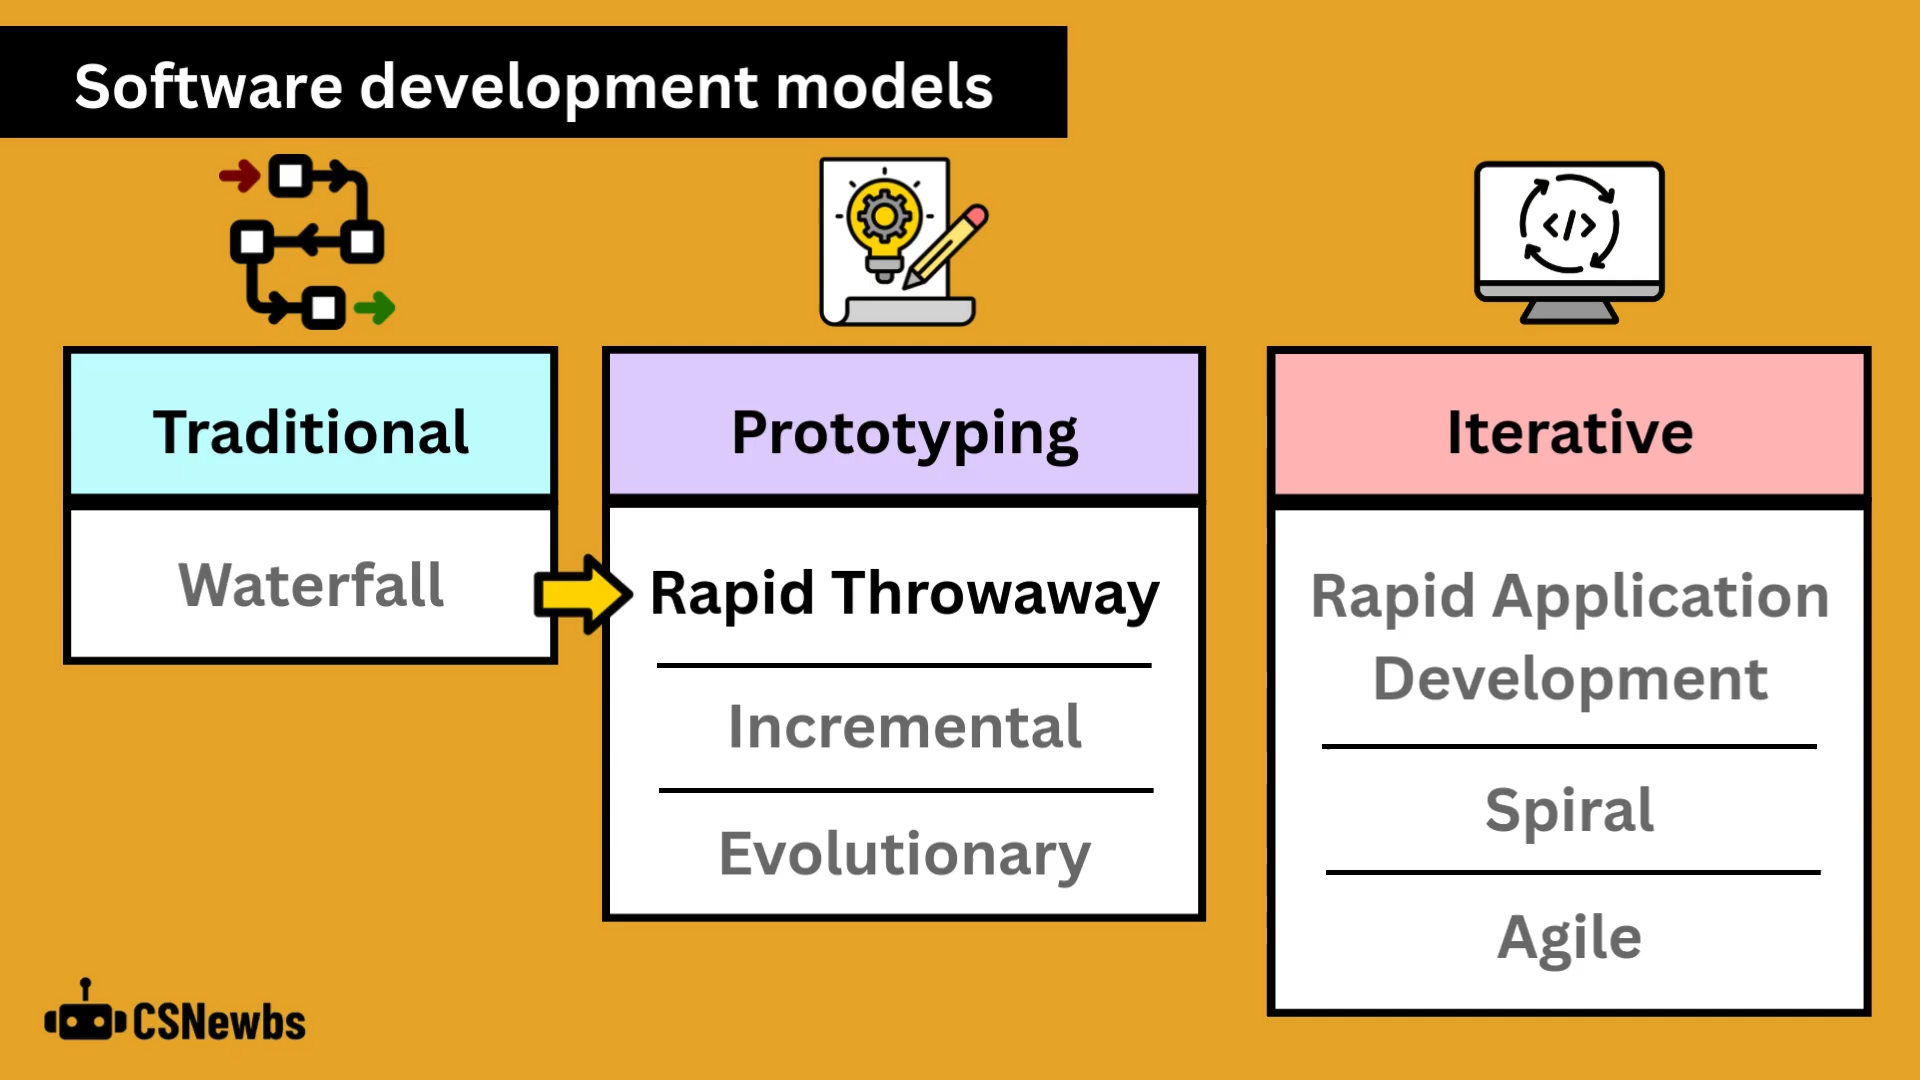 Software development models
Traditional
Waterfall
Prototyping
Rapid Throwaway
Incremental
Evolutionary
Iterative
Rapid Application
Development
Spiral
Agile
</>
CSNewbs